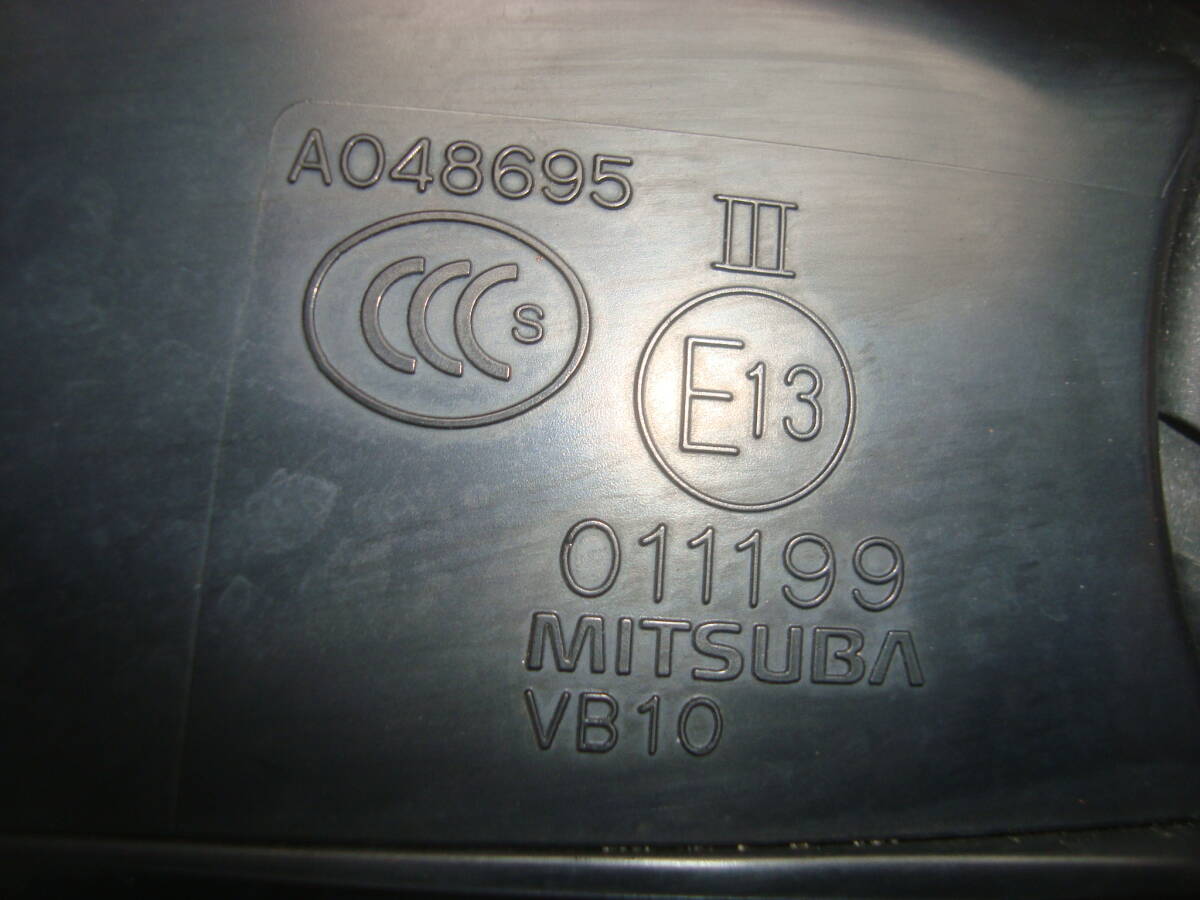 A048695
CCC S
III
E13
011199
MITSUBA
VB10